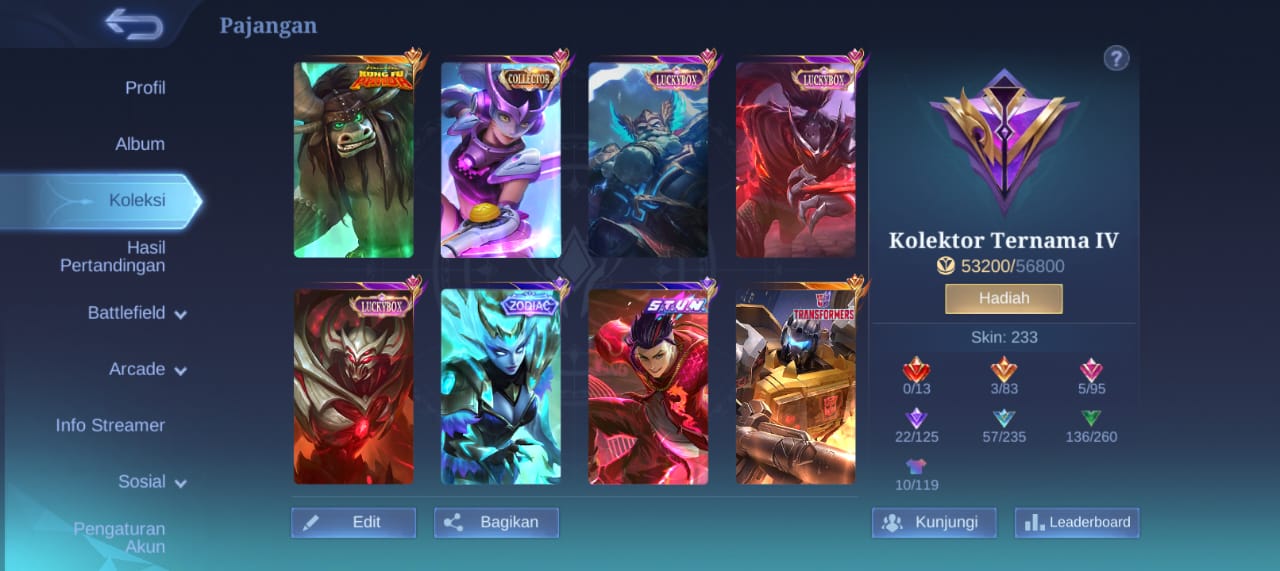 Pajangan
Profil
Album
Koleksi
Hasil
Pertandingan
Battlefield
Arcade
Info Streamer
Sosial
Pengaturan
Akun
KUNG FU
PANDA
COLLECTOR
LUCKYBOX
LUCKYBOX
LUCKYBOX
ZODIAC
S.T.U.N.
TRANSFORMERS
Edit
Bagikan
?
Kolektor Ternama IV
53200/56800
Hadiah
Skin: 233
0/13
3/83
5/95
22/125
57/235
136/260
10/119
Kunjungi
Leaderboard